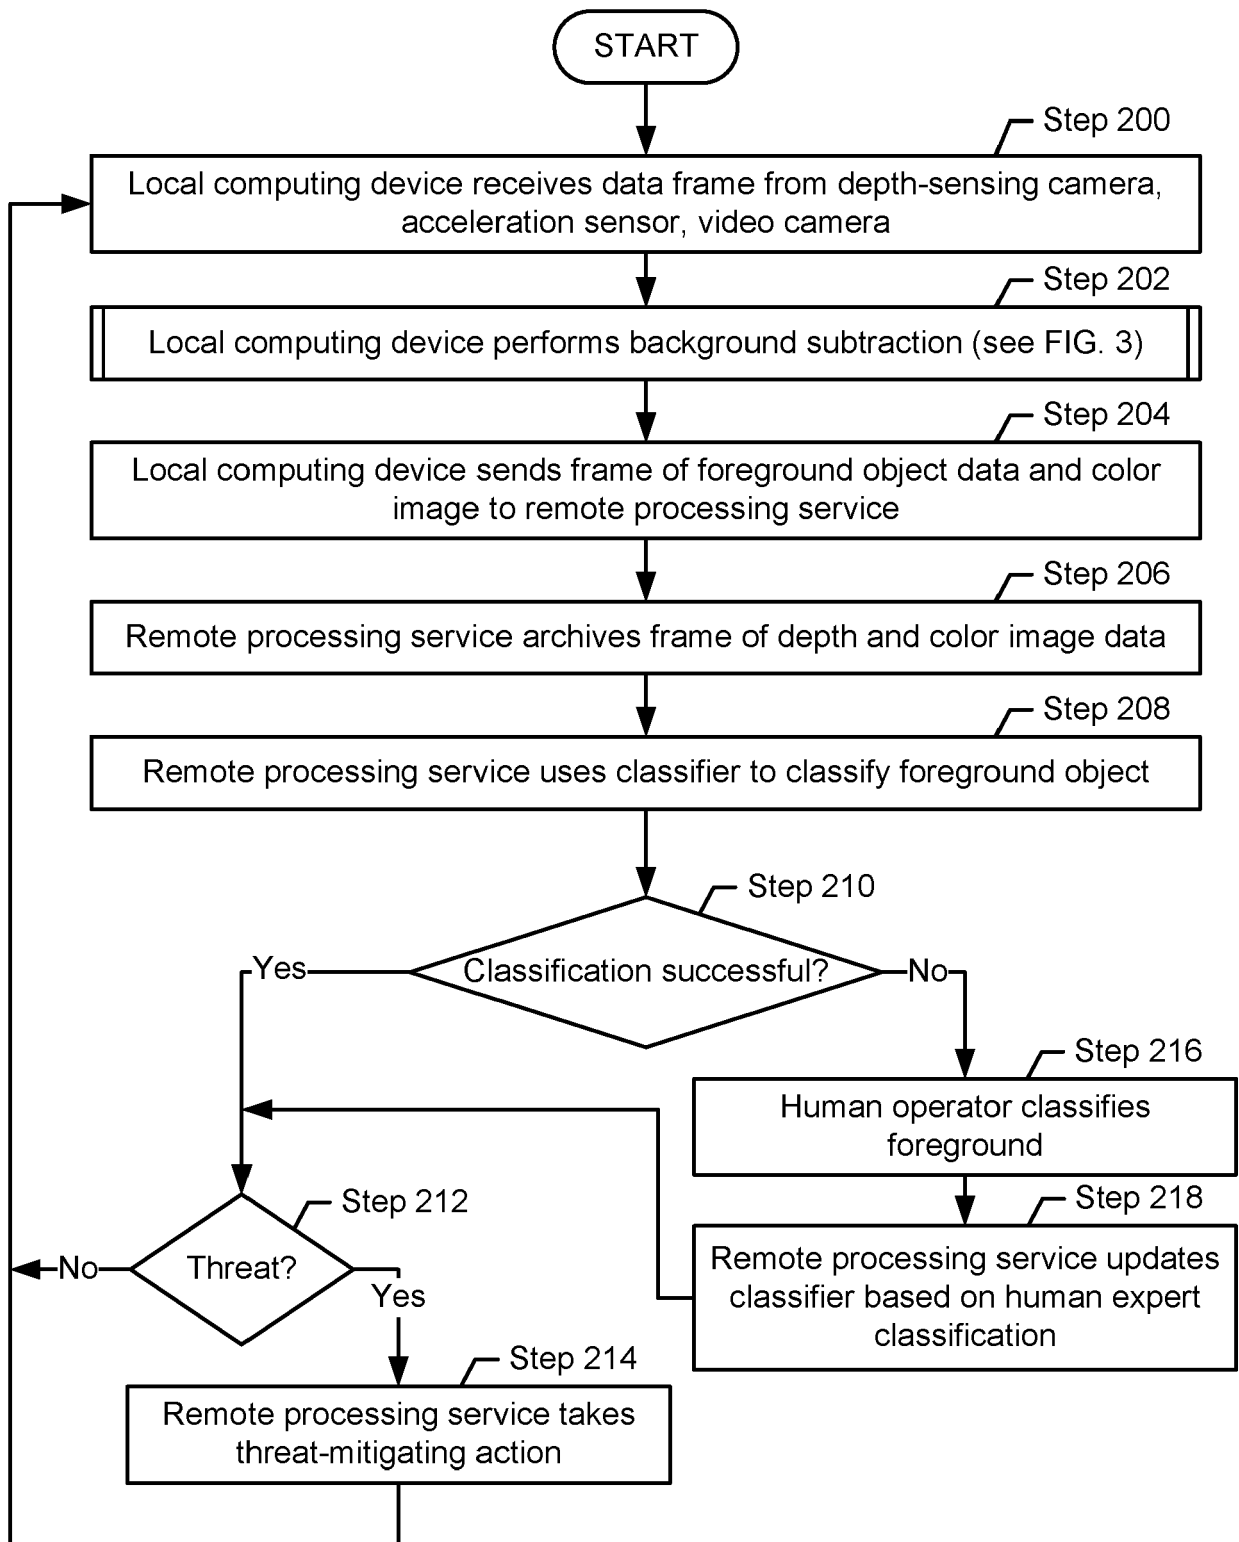 START
Step 200
Local computing device receives data frame from depth-sensing camera,
acceleration sensor, video camera
Step 202
Local computing device performs background subtraction (see FIG. 3)
Step 204
Local computing device sends frame of foreground object data and color
image to remote processing service
Step 206
Remote processing service archives frame of depth and color image data
Step 208
Remote processing service uses classifier to classify foreground object
Step 210
Yes
Classification successful?
No
Step 216
Human operator classifies
foreground
Step 212
Step 218
No
Threat?
Yes
Remote processing service updates
classifier based on human expert
classification
Step 214
Remote processing service takes
threat-mitigating action